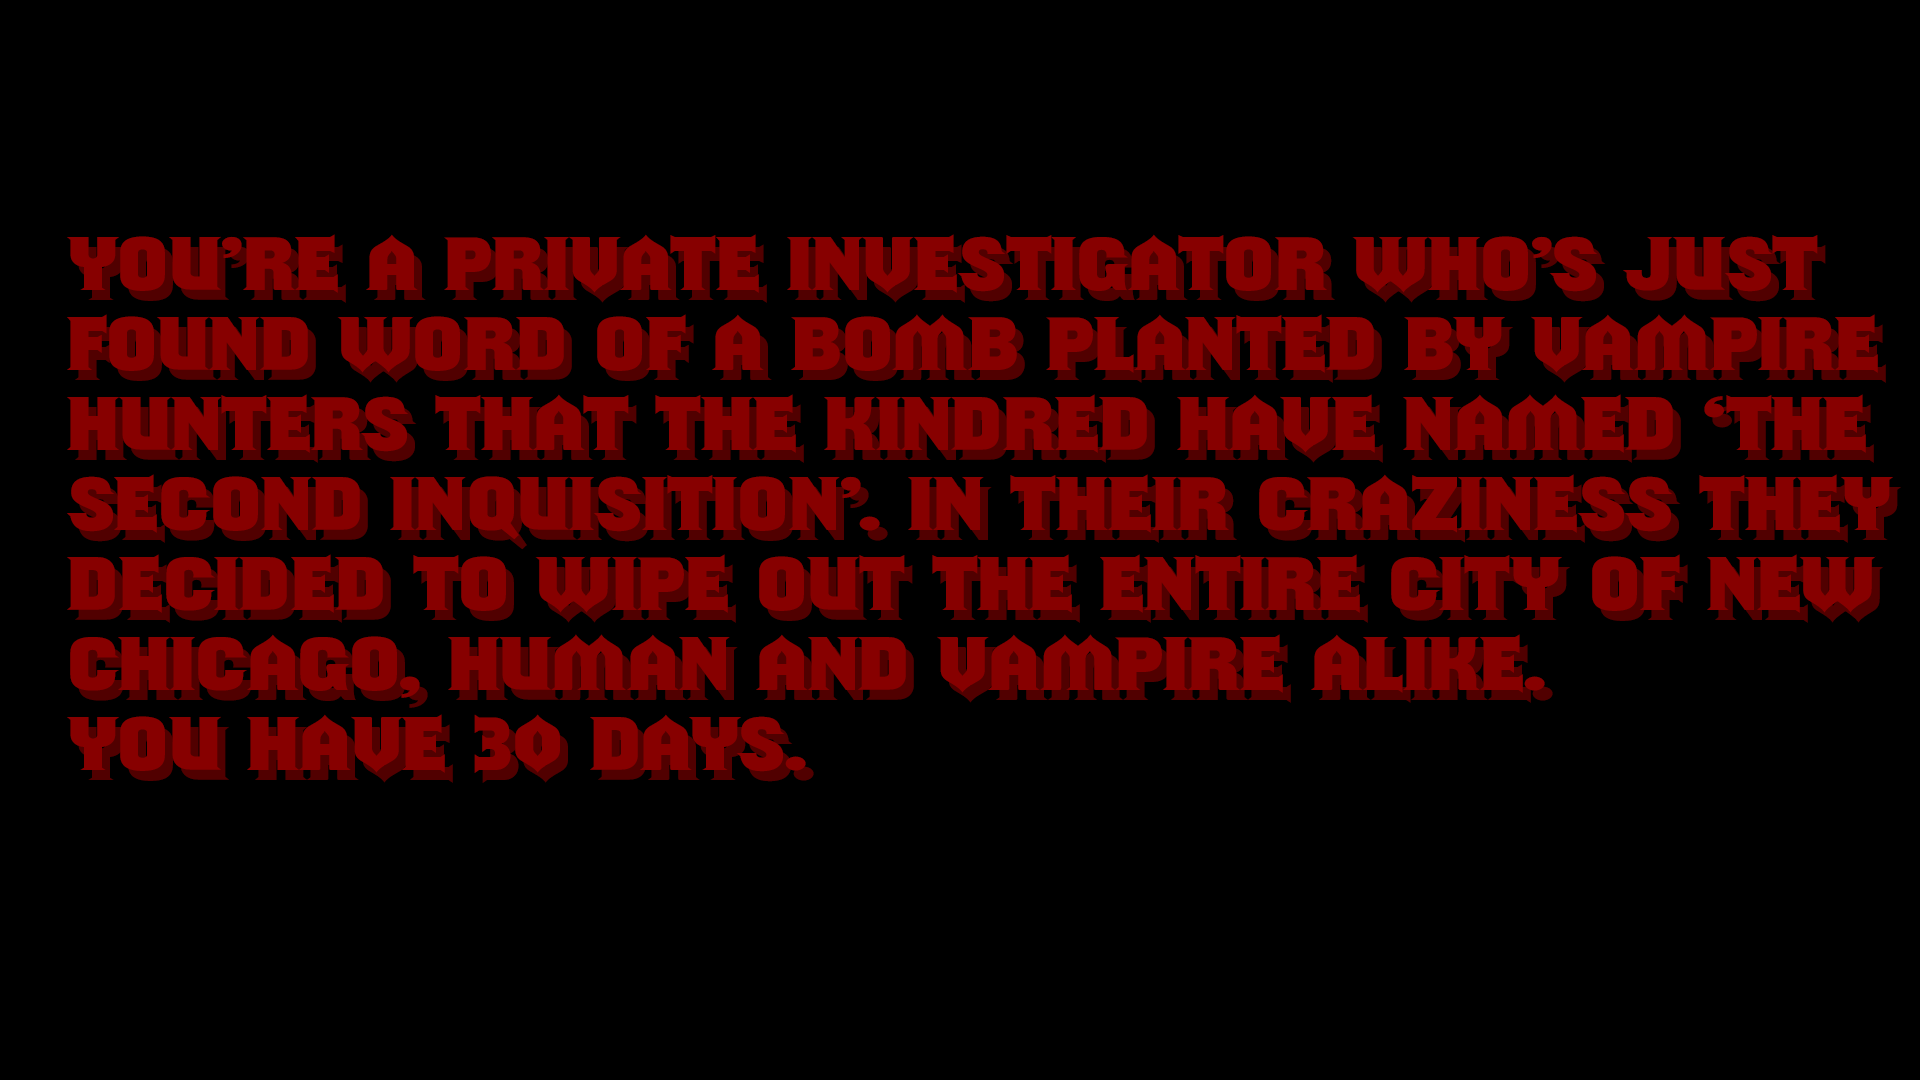 YOU’RE A PRIVATE INVESTIGATOR WHO’S JUST
FOUND WORD OF A BOMB PLANTED BY VAMPIRE
HUNTERS THAT THE KINDRED HAVE NAMED ‘THE
SECOND INQUISITION’. IN THEIR CRAZINESS THEY
DECIDED TO WIPE OUT THE ENTIRE CITY OF NEW
CHICAGO, HUMAN AND VAMPIRE ALIKE.
YOU HAVE 30 DAYS.